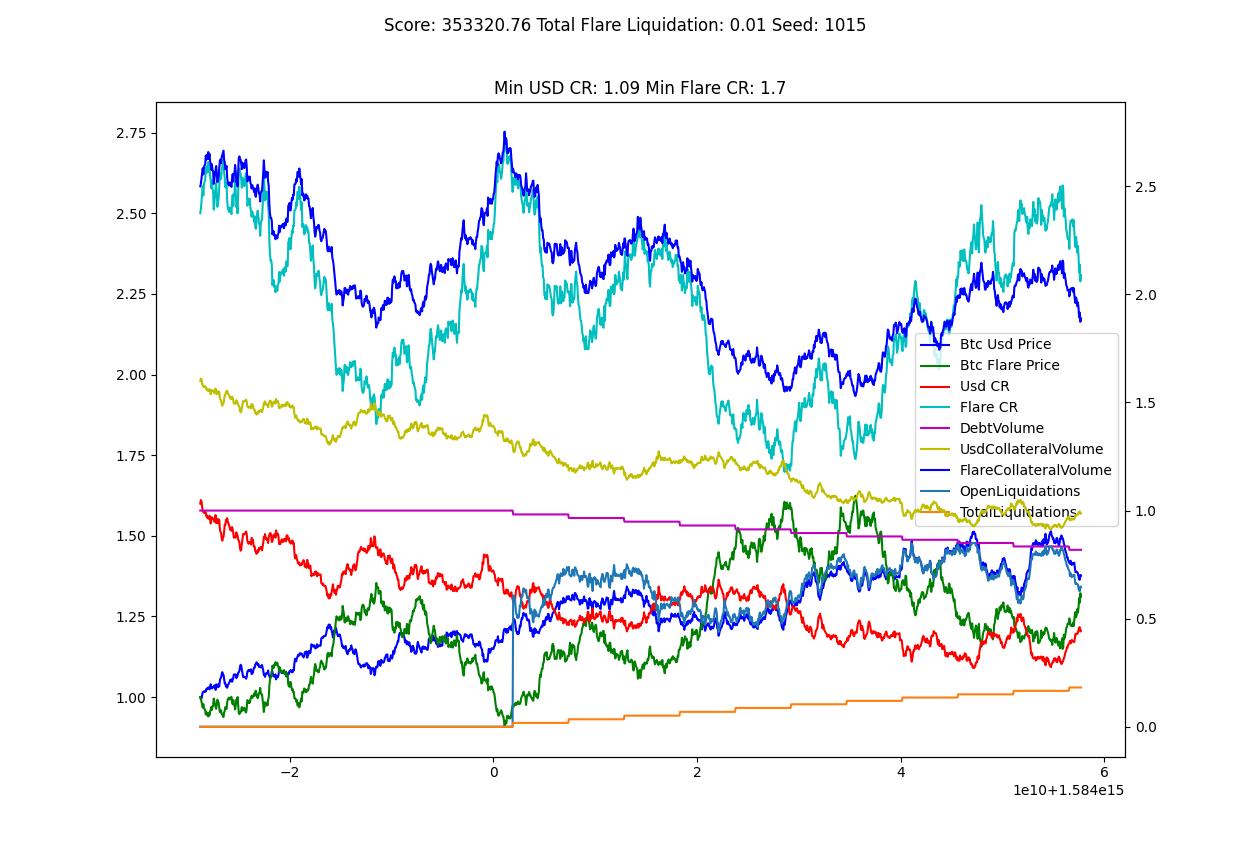 Score: 353320.76 Total Flare Liquidation: 0.01 Seed: 1015
Min USD CR: 1.09 Min Flare CR: 1.7
2.75
2.50
2.25
2.00
1.75
1.50
1.25
1.00
2.5
2.0
1.5
1.0
0.5
0.0
Btc Usd Price
Btc Flare Price
Usd CR
Flare CR
DebtVolume
UsdCollateralVolume
FlareCollateralVolume
OpenLiquidations
TotalLiquidations
−2 0 2 4 6
1e10+1.584e15